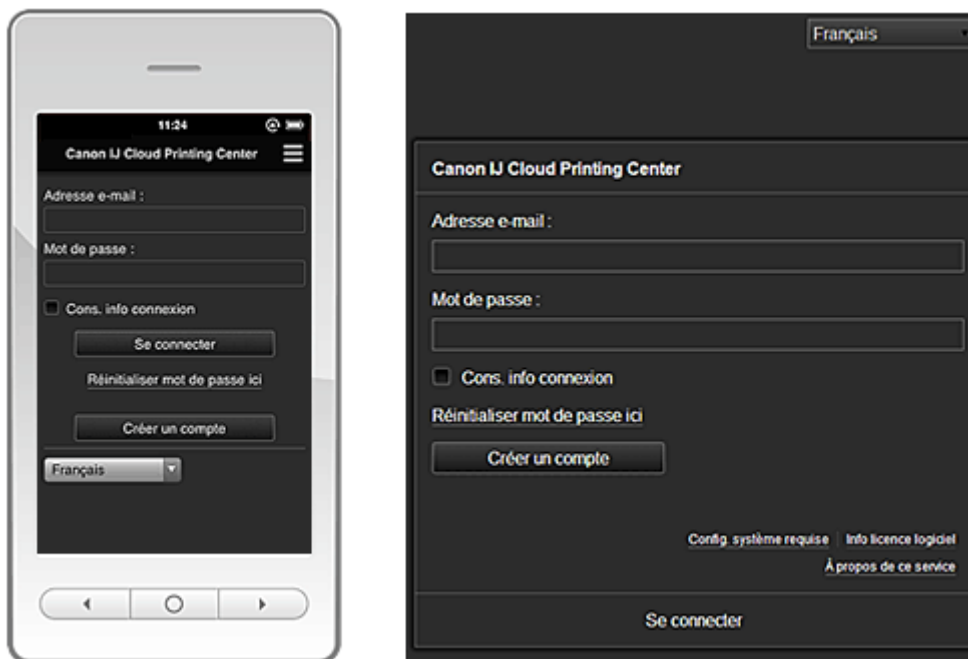 11:24
Canon IJ Cloud Printing Center
Adresse e-mail :
Mot de passe :
Cons. info connexion
Se connecter
Réinitialiser mot de passe ici
Créer un compte
Français
Français
Canon IJ Cloud Printing Center
Adresse e-mail :
Mot de passe :
Cons. info connexion
Réinitialiser mot de passe ici
Créer un compte
Config. système requise | Info licence logiciel
À propos de ce service
Se connecter